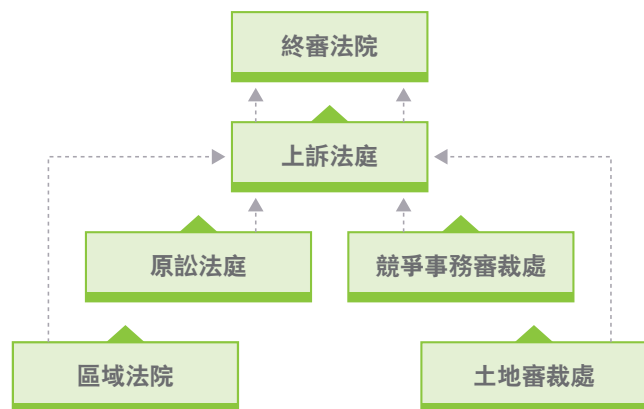 終審法院
上訴法庭
原訟法庭
競爭事務審裁處
區域法院
土地審裁處